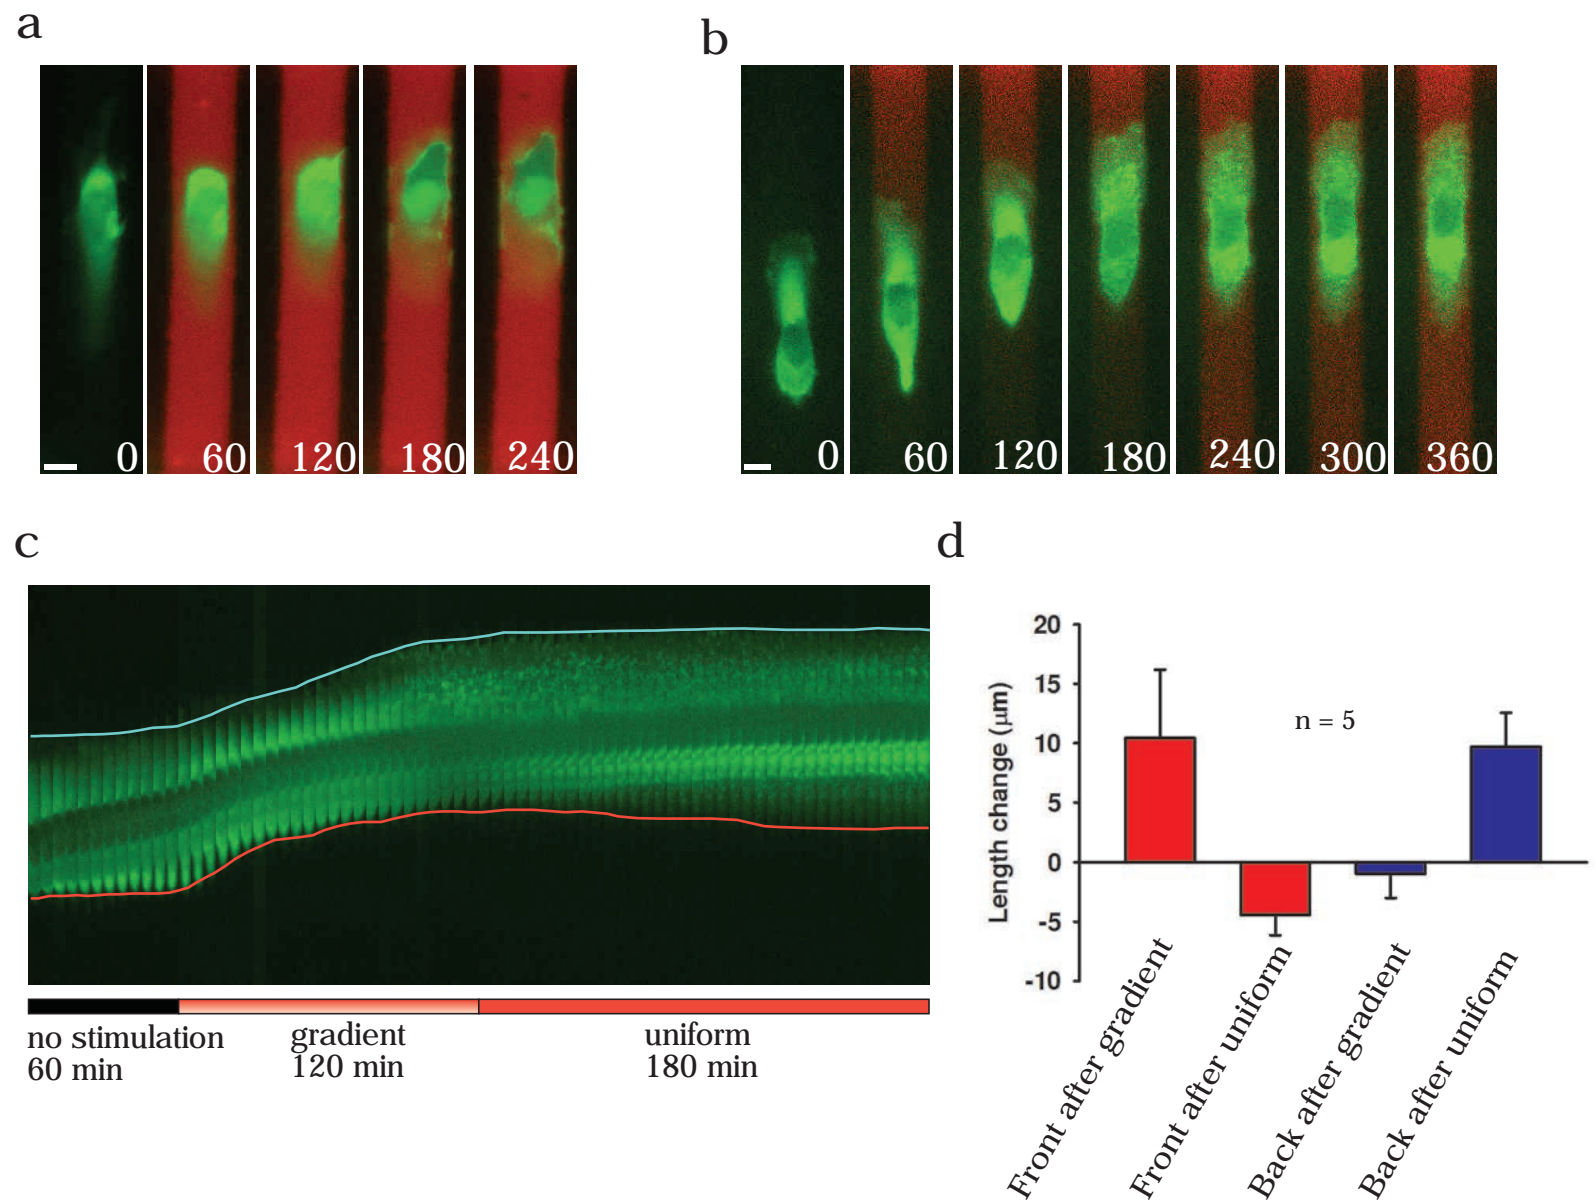 a
0
60
120
180
240
b
0
60
120
180
240
300
360
c
no stimulation
60 min
gradient
120 min
uniform
180 min
d
Length change (μm)
20
15
10
5
0
-5
-10
n = 5
Front after gradient
Front after uniform
Back after gradient
Back after uniform